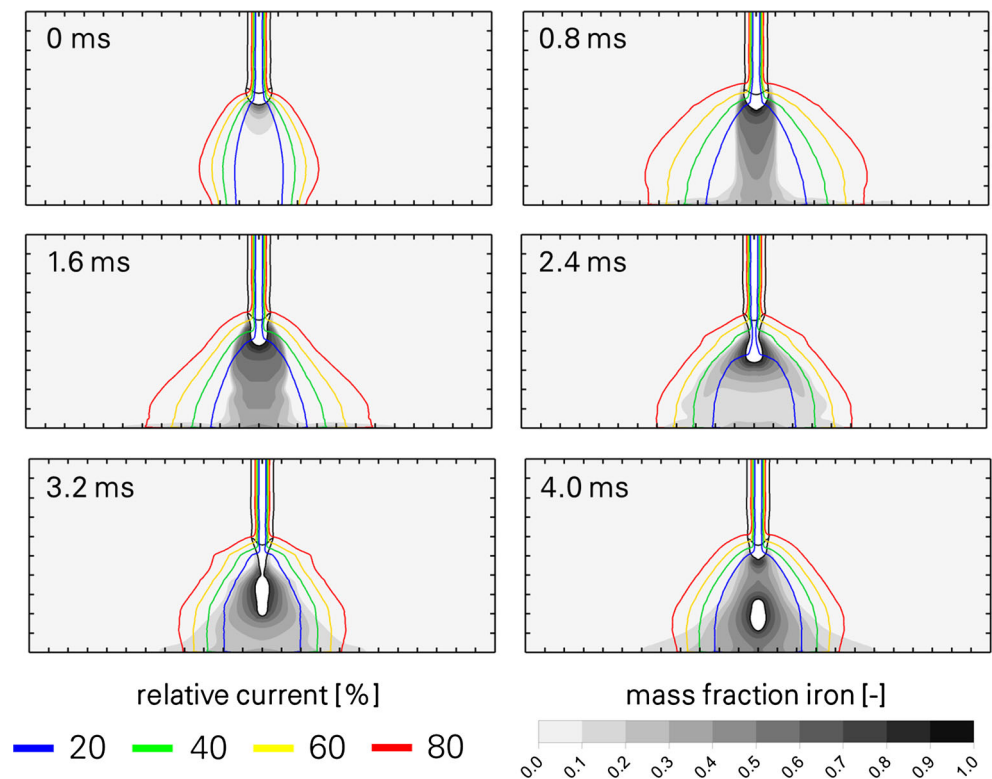 0 ms
0.8 ms
1.6 ms
2.4 ms
3.2 ms
4.0 ms
relative current [%]
mass fraction iron [-]
20 40 60 80
0.0 0.1 0.2 0.3 0.4 0.5 0.6 0.7 0.8 0.9 1.0